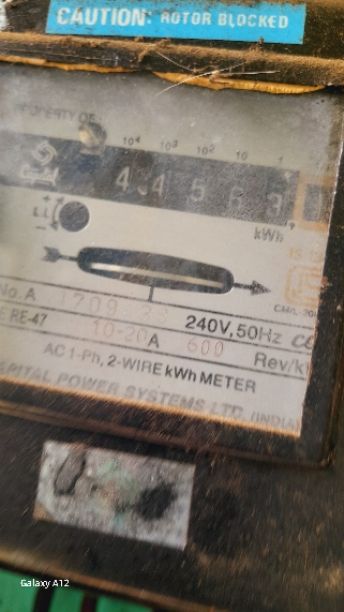 CAUTION: ROTOR BLOCKED
PROPERTY OF
10⁴ 10³ 10² 10 1
4 4 5 6 3
kWh
No. A
240V, 50Hz
RE-47 10-20A 600 Rev/k
AC 1-Ph, 2-WIRE kWh METER
PITAL POWER SYSTEMS LTD. (INDIA)
Galaxy A12